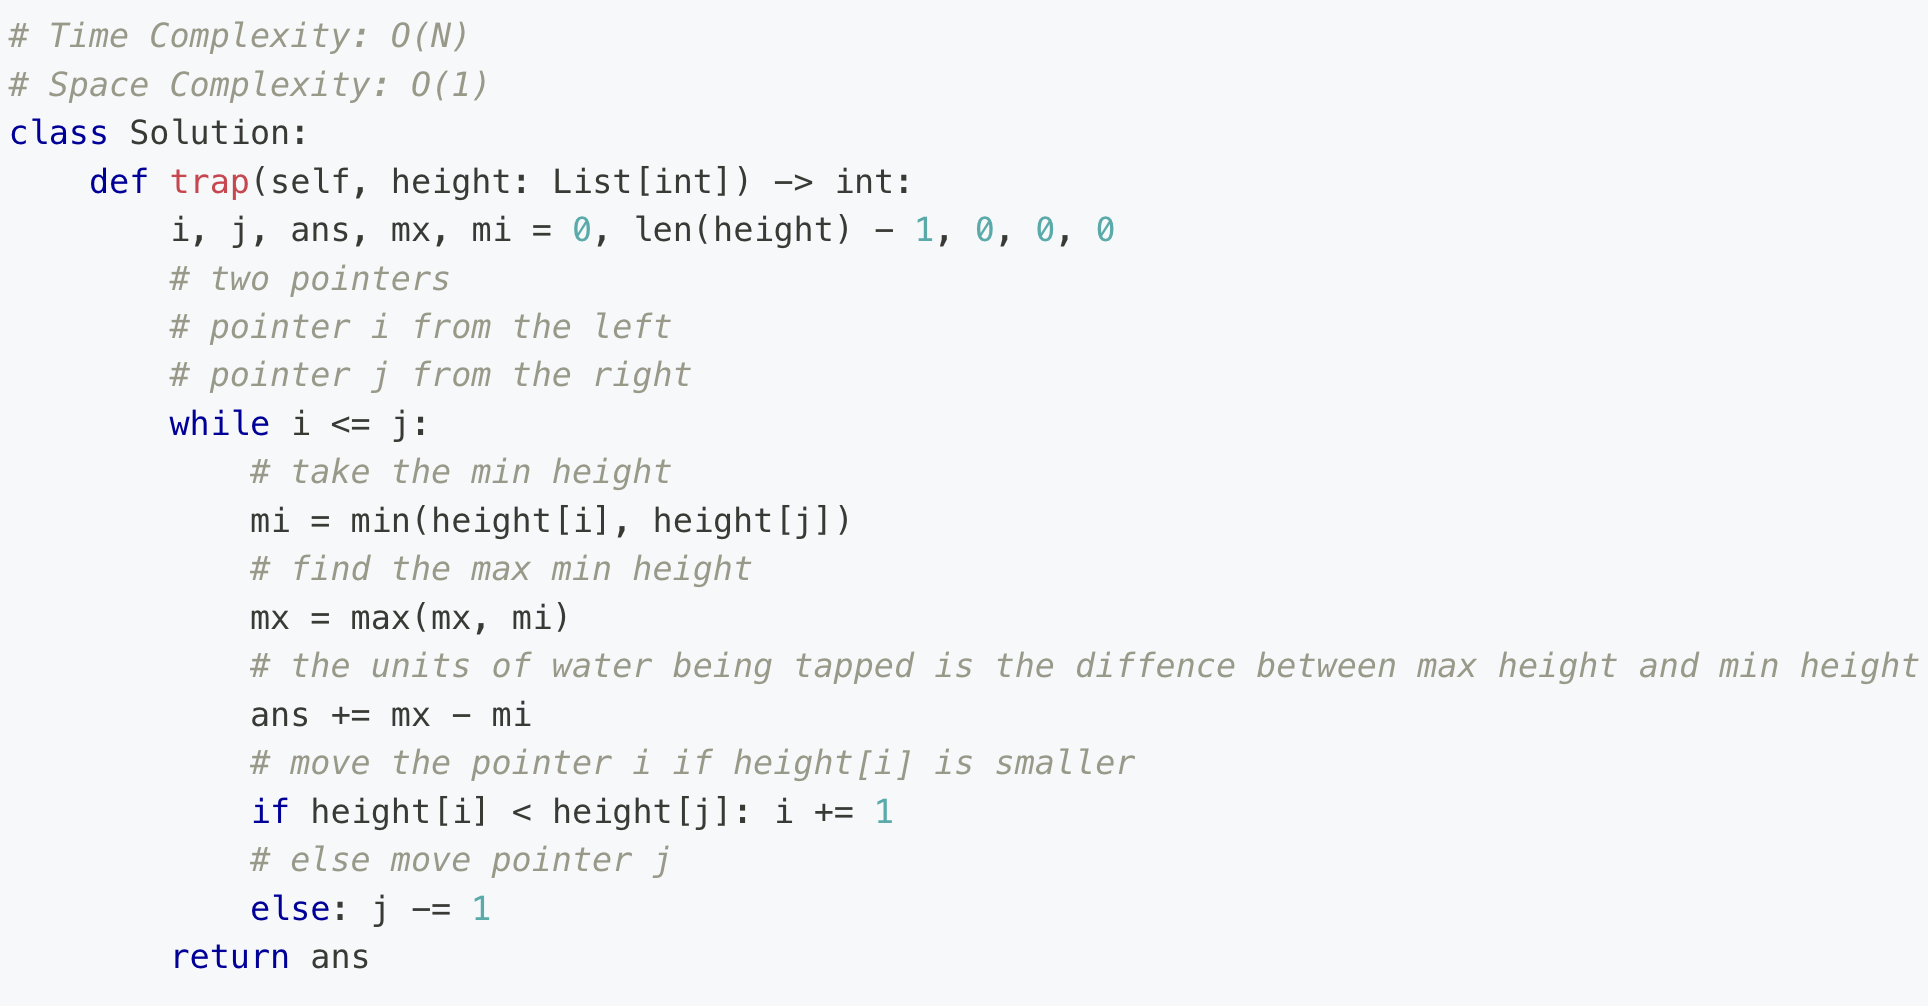 # Time Complexity: O(N)
# Space Complexity: O(1)
class Solution:
    def trap(self, height: List[int]) -> int:
        i, j, ans, mx, mi = 0, len(height) - 1, 0, 0, 0
        # two pointers
        # pointer i from the left
        # pointer j from the right
        while i <= j:
            # take the min height
            mi = min(height[i], height[j])
            # find the max min height
            mx = max(mx, mi)
            # the units of water being tapped is the diffence between max height and min height
            ans += mx - mi
            # move the pointer i if height[i] is smaller
            if height[i] < height[j]: i += 1
            # else move pointer j
            else: j -= 1
        return ans